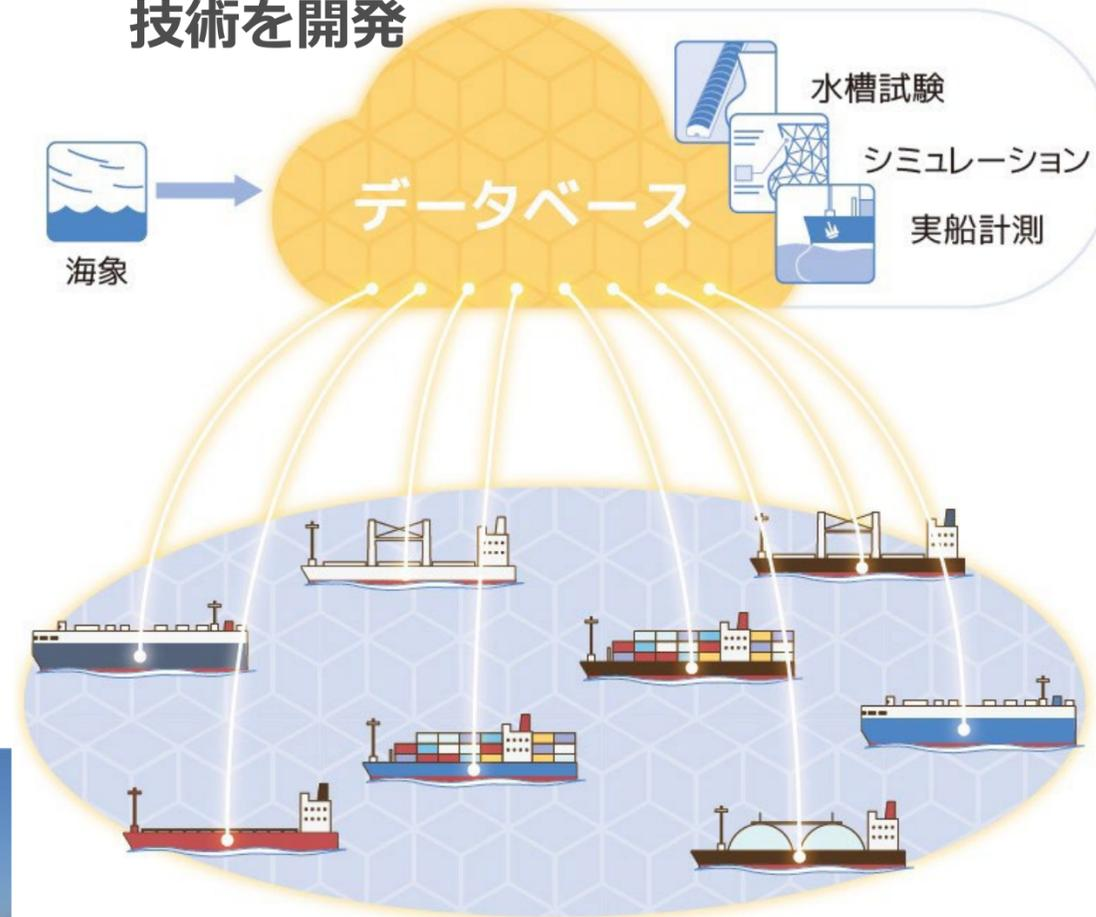 技術を開発
水槽試験
シミュレーション
データベース
実船計測
海象